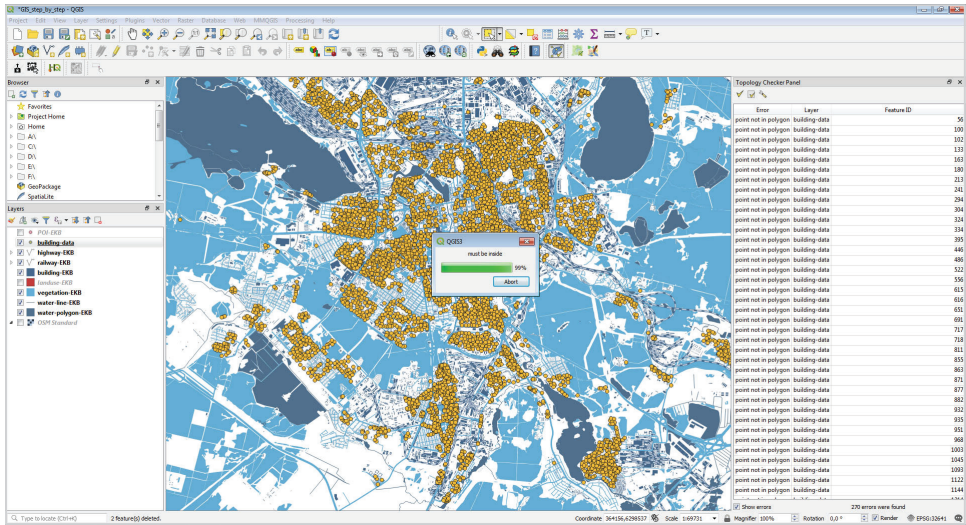 *GIS_step_by_step - QGIS
Project Edit View Layer Settings Plugins Vector Raster Database Web MMQGIS Processing Help
Browser
Favorites
Project Home
Home
A:\
C:\
D:\
E:\
F:\
GeoPackage
SpatiaLite
Layers
POI-EKB
building-data
highway-EKB
railway-EKB
building-EKB
landuse-EKB
vegetation-EKB
water-line-EKB
water-polygon-EKB
OSM Standard
QGIS3
must be inside
99%
Abort
Topology Checker Panel
Error Layer Feature ID
point not in polygon building-data 56
point not in polygon building-data 100
point not in polygon building-data 102
point not in polygon building-data 133
point not in polygon building-data 163
point not in polygon building-data 180
point not in polygon building-data 213
point not in polygon building-data 241
point not in polygon building-data 294
point not in polygon building-data 304
point not in polygon building-data 324
point not in polygon building-data 334
point not in polygon building-data 395
point not in polygon building-data 446
point not in polygon building-data 486
point not in polygon building-data 522
point not in polygon building-data 556
point not in polygon building-data 615
point not in polygon building-data 616
point not in polygon building-data 651
point not in polygon building-data 691
point not in polygon building-data 717
point not in polygon building-data 718
point not in polygon building-data 811
point not in polygon building-data 855
point not in polygon building-data 863
point not in polygon building-data 871
point not in polygon building-data 877
point not in polygon building-data 882
point not in polygon building-data 932
point not in polygon building-data 935
point not in polygon building-data 951
point not in polygon building-data 968
point not in polygon building-data 1003
point not in polygon building-data 1045
point not in polygon building-data 1093
point not in polygon building-data 1122
point not in polygon building-data 1144
Show errors 270 errors were found
Type to locate (Ctrl+K) 2 feature(s) deleted. Coordinate Scale 1:69731 Magnifier 100% Rotation 0,0 ° Render